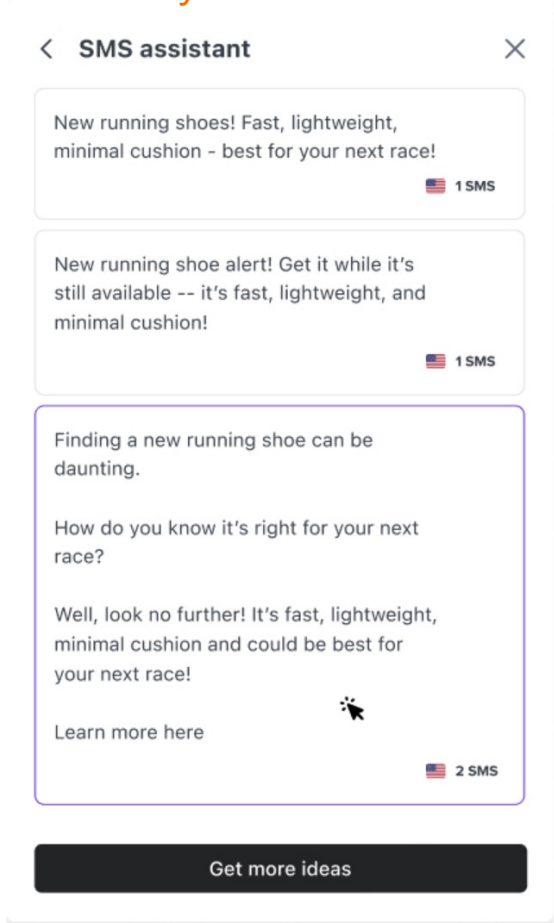 SMS assistant
New running shoes! Fast, lightweight,
minimal cushion - best for your next race!
1 SMS
New running shoe alert! Get it while it's
still available -- it's fast, lightweight, and
minimal cushion!
1 SMS
Finding a new running shoe can be
daunting.
How do you know it's right for your next
race?
Well, look no further! It's fast, lightweight,
minimal cushion and could be best for
your next race!
Learn more here
2 SMS
Get more ideas